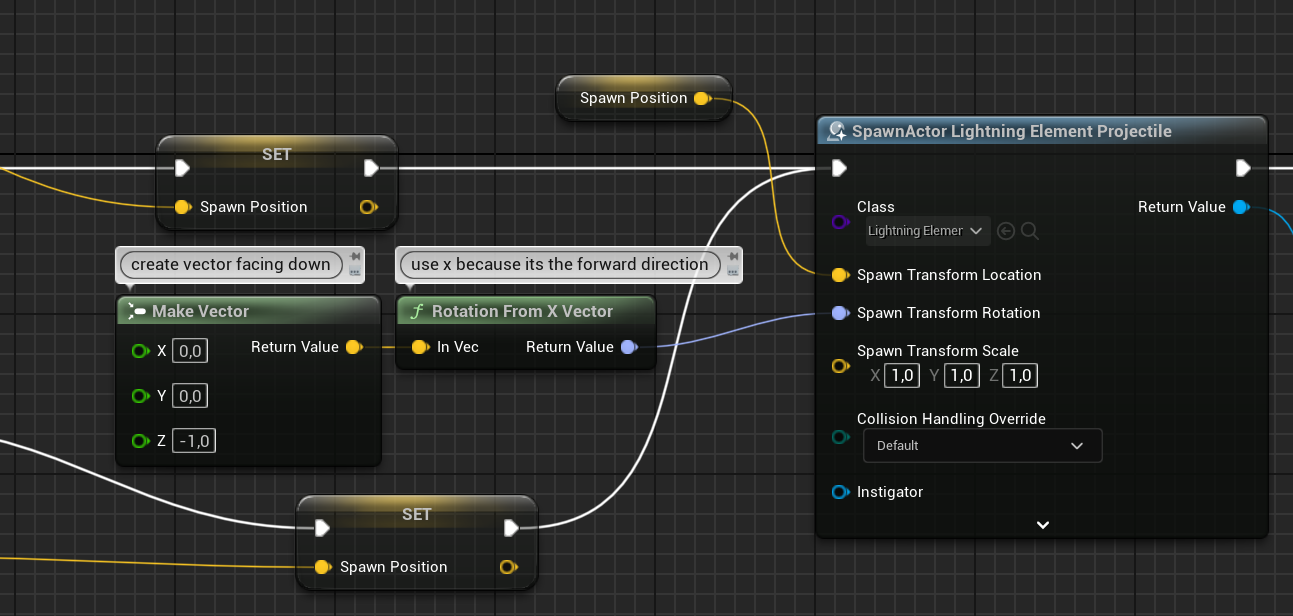 Spawn Position
SpawnActor Lightning Element Projectile
SET
Spawn Position
Class
Lightning Elemer
Return Value
create vector facing down
use x because its the forward direction
Spawn Transform Location
Make Vector
Rotation From X Vector
Spawn Transform Rotation
X 0,0
Return Value
In Vec
Return Value
Spawn Transform Scale
X 1,0 Y 1,0 Z 1,0
Y 0,0
Z -1,0
Collision Handling Override
Default
Instigator
SET
Spawn Position